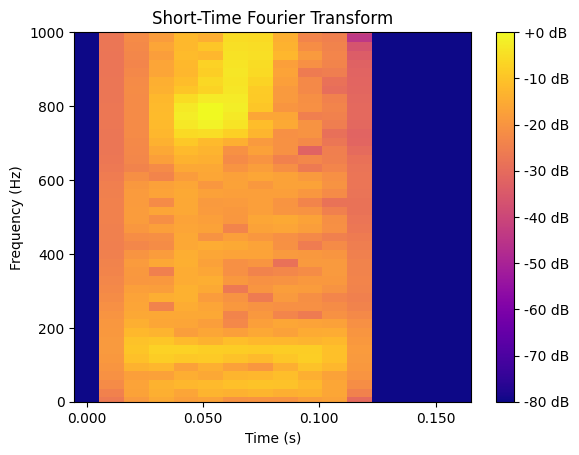 Short-Time Fourier Transform
1000
800
600
400
200
0
Frequency (Hz)
0.000
0.050
0.100
0.150
Time (s)
+0 dB
-10 dB
-20 dB
-30 dB
-40 dB
-50 dB
-60 dB
-70 dB
-80 dB